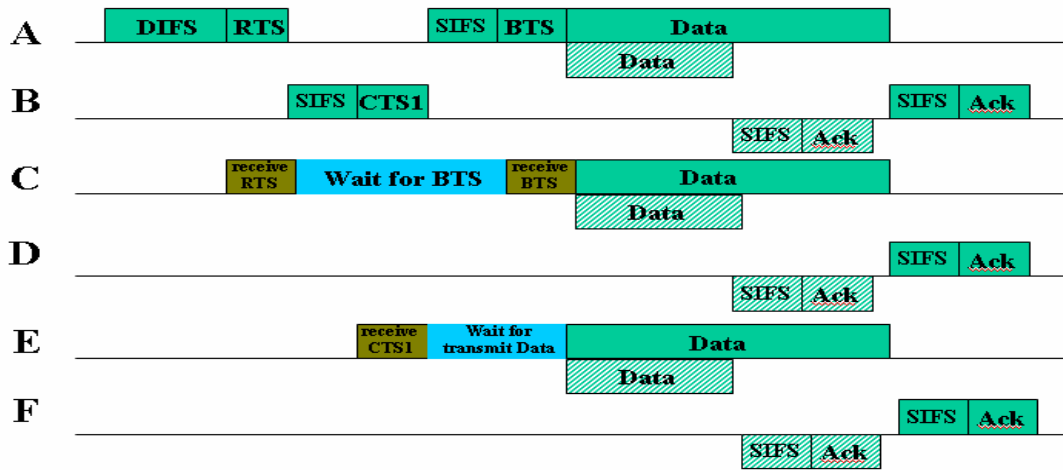 A DIFS RTS SIFS BTS Data
Data
B SIFS CTS1 SIFS Ack
SIFS Ack
C receive RTS Wait for BTS receive BTS Data
Data
D SIFS Ack
SIFS Ack
E receive CTS1 Wait for transmit Data Data
Data
F SIFS Ack
SIFS Ack